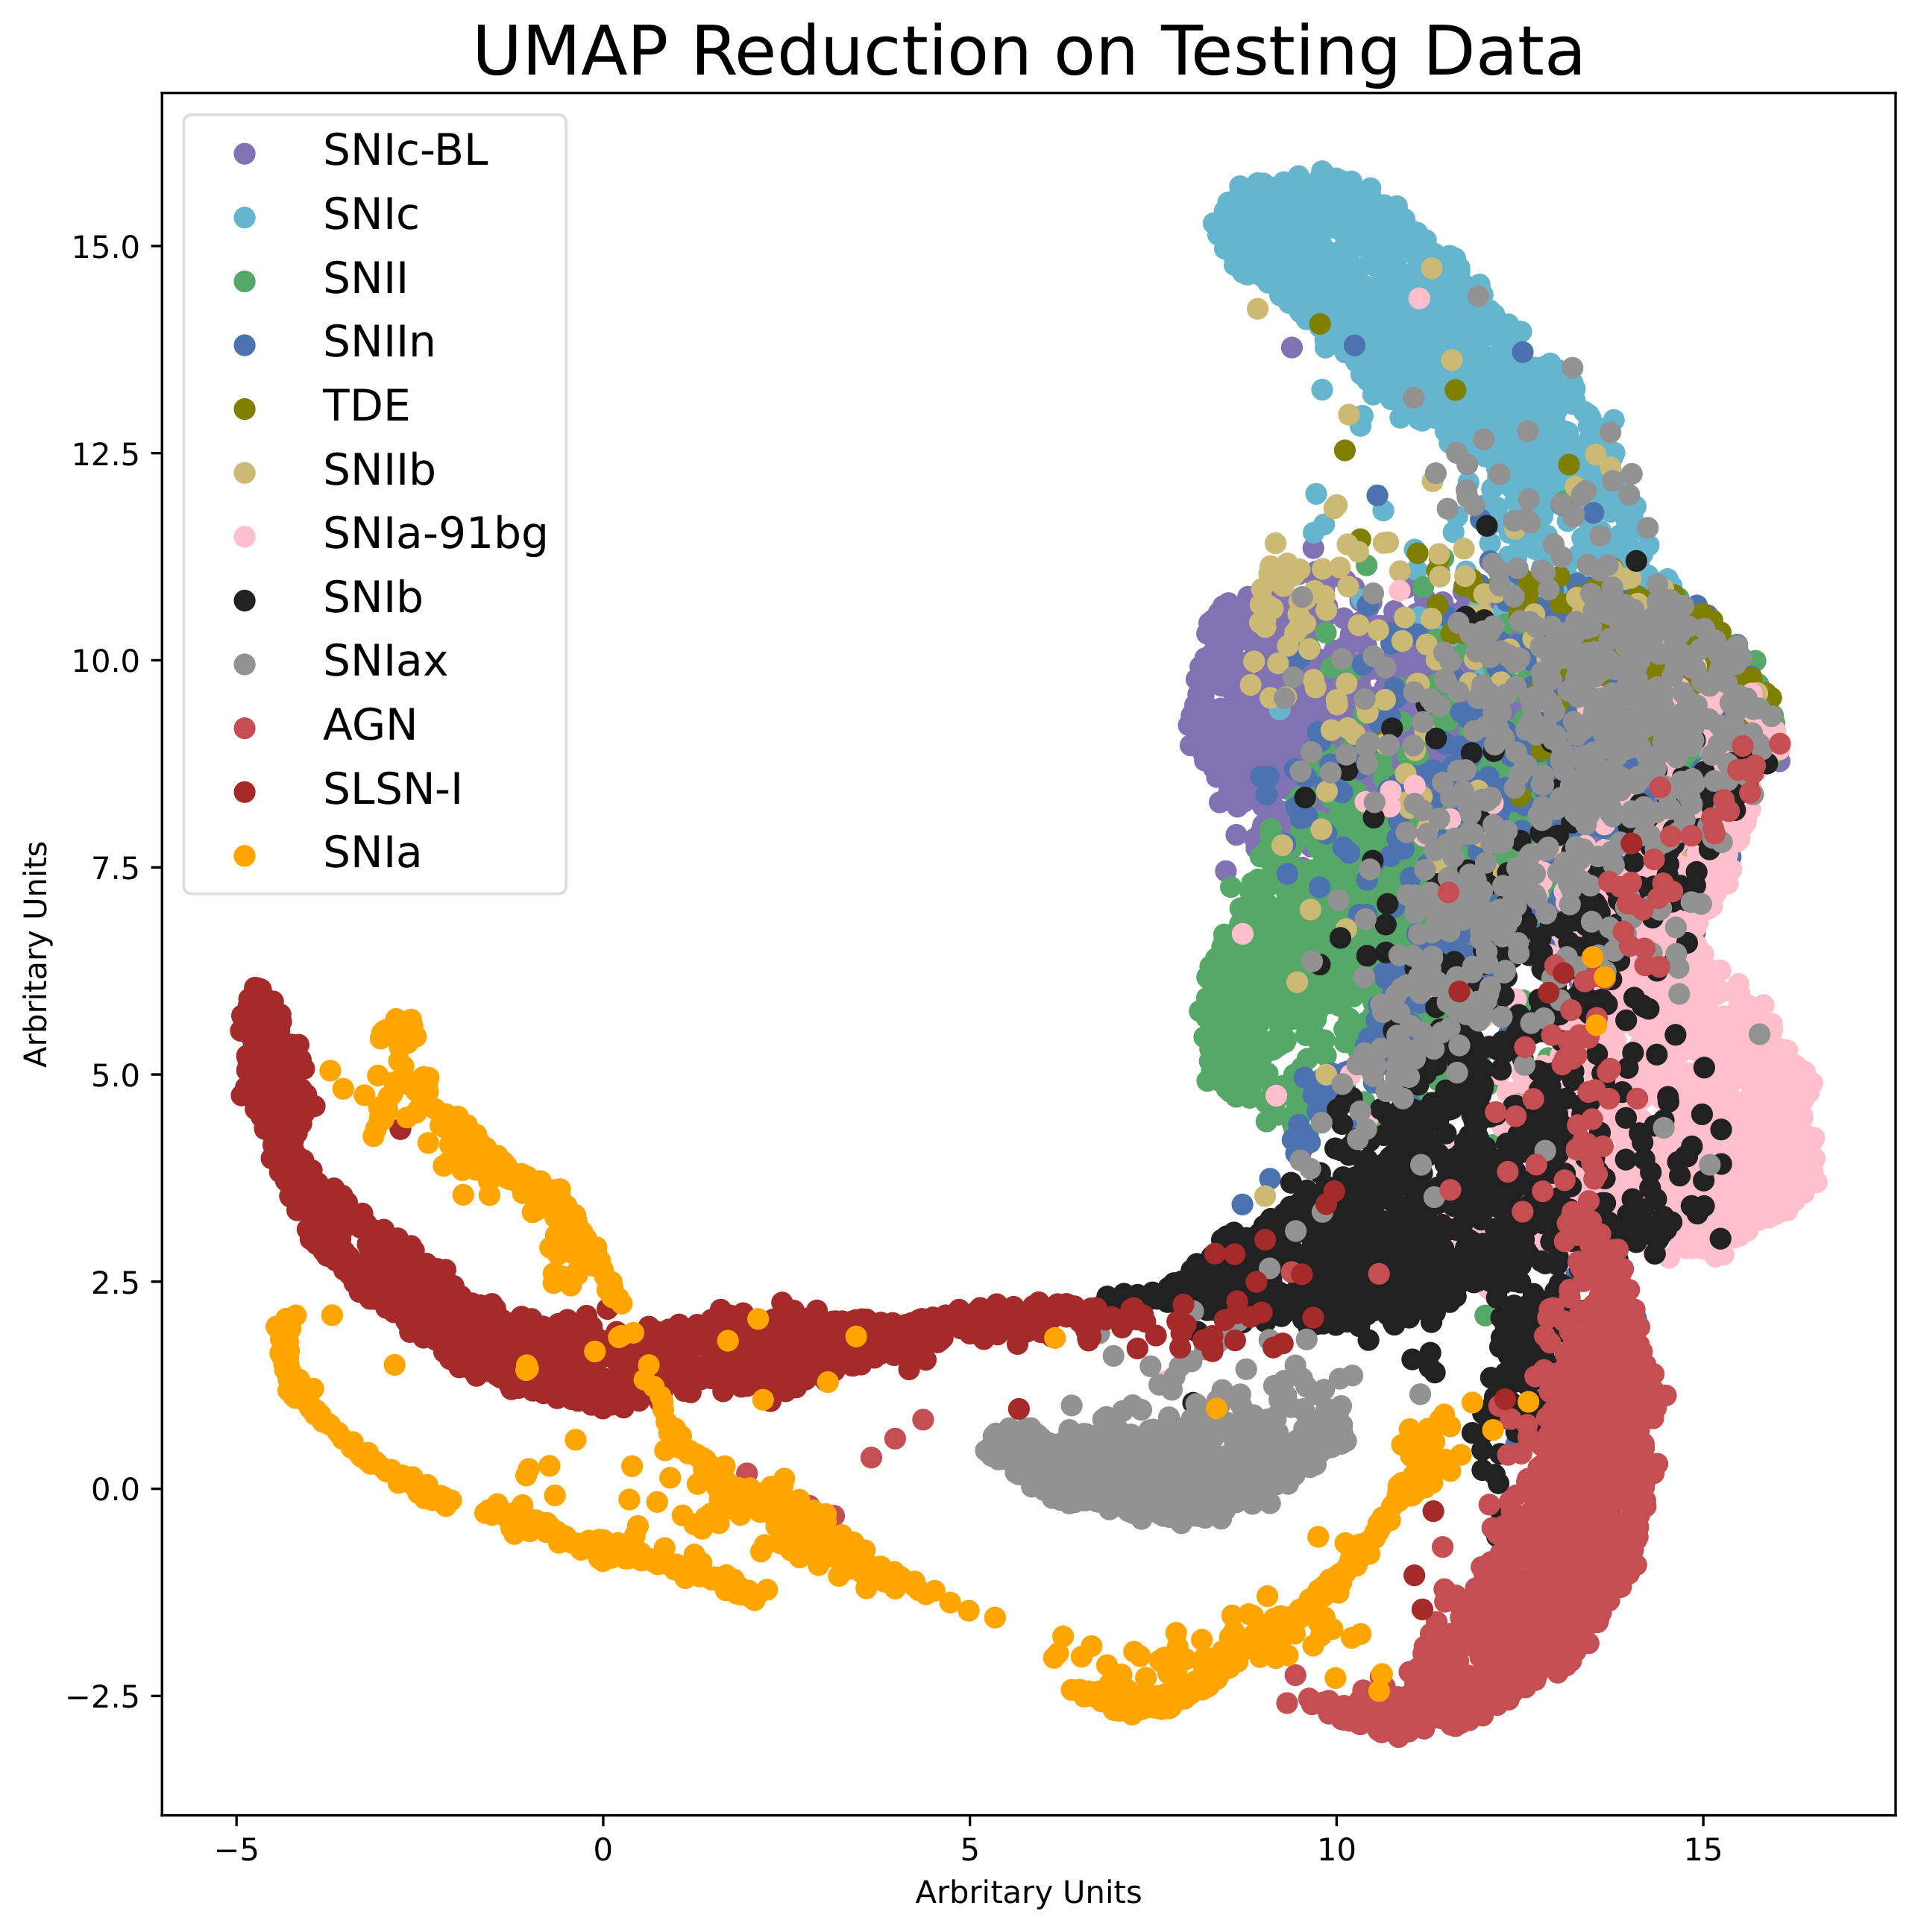 UMAP Reduction on Testing Data
SNIc-BL
SNIc
SNII
SNIIn
TDE
SNIIb
SNIa-91bg
SNIb
SNIax
AGN
SLSN-I
SNIa
15.0
12.5
10.0
7.5
5.0
2.5
0.0
−2.5
Arbritary Units
−5
0
5
10
15
Arbritary Units